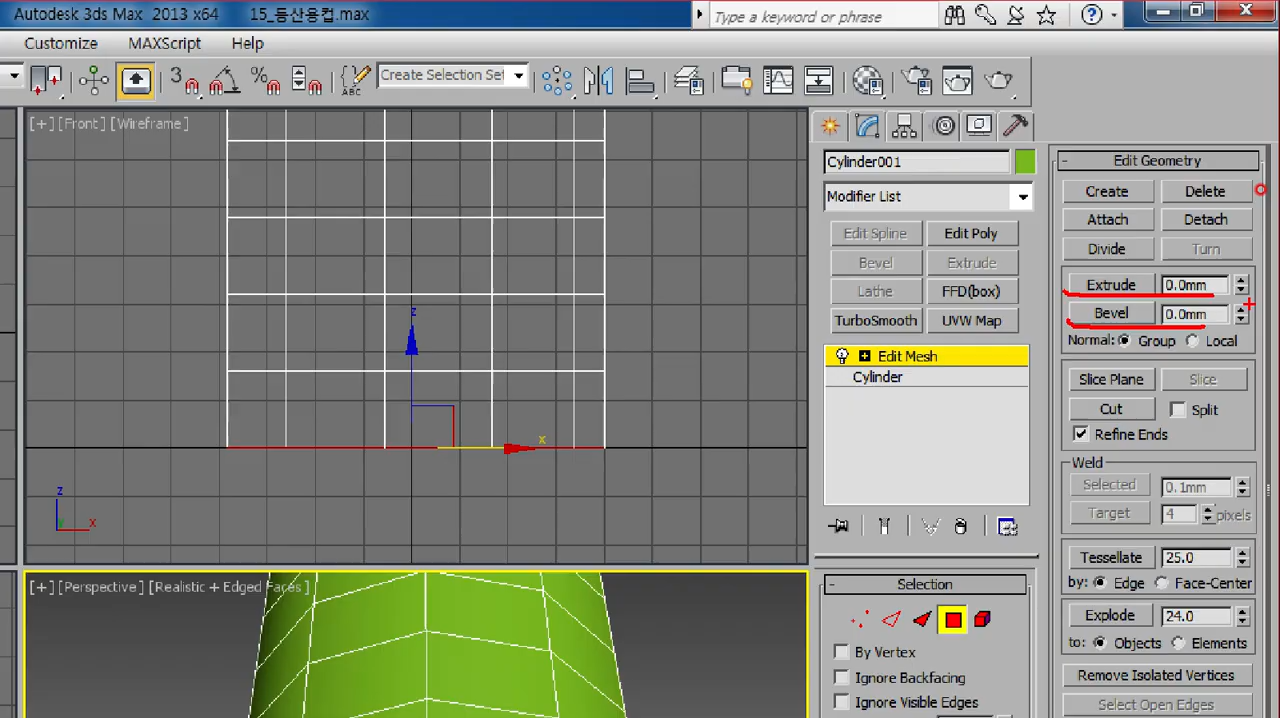 Autodesk 3ds Max 2013 x64 15_등산용컵.max Type a keyword or phrase
Customize MAXScript Help
3 % ABC Create Selection Set
[+][Front][Wireframe]
Cylinder001
Modifier List
Edit Spline Edit Poly
Bevel Extrude
Lathe FFD(box)
TurboSmooth UVW Map
Edit Mesh
Cylinder
z
x
z
y
x
[+][Perspective][Realistic + Edged Faces]
Selection
By Vertex
Ignore Backfacing
Ignore Visible Edges
- Edit Geometry
Create Delete
Attach Detach
Divide Turn
Extrude 0.0mm
Bevel 0.0mm
Normal: Group Local
Slice Plane Slice
Cut Split
Refine Ends
Weld
Selected 0.1mm
Target 4 pixels
Tessellate 25.0
by: Edge Face-Center
Explode 24.0
to: Objects Elements
Remove Isolated Vertices
Select Open Edges